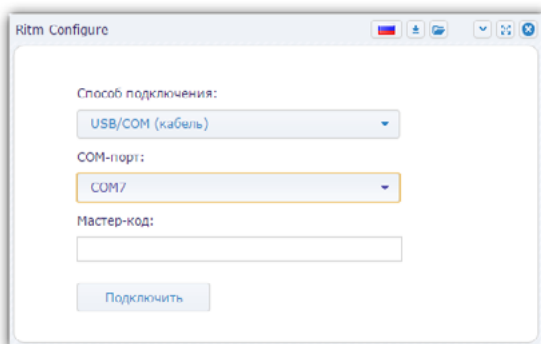 Ritm Configure
Способ подключения:
USB/COM (кабель)
COM-порт:
COM7
Мастер-код:
Подключить